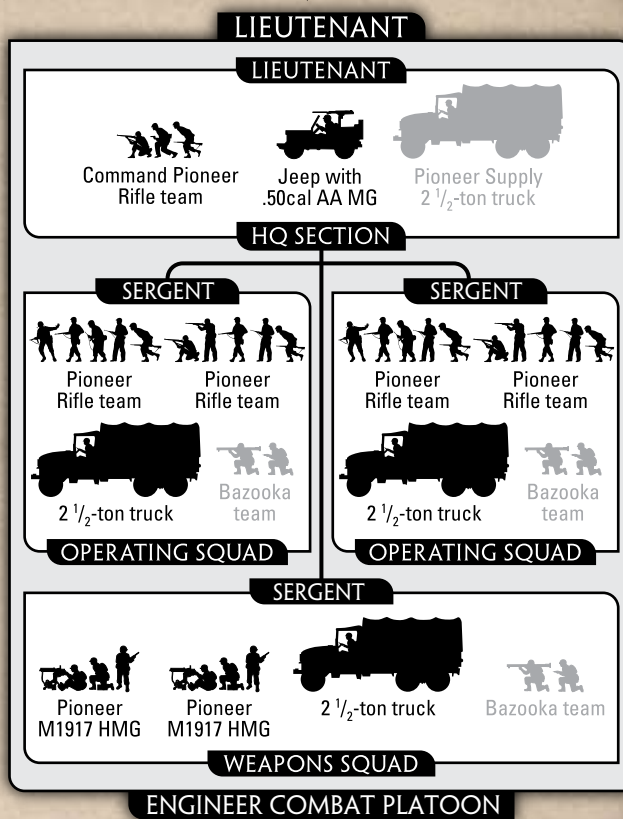 LIEUTENANT
LIEUTENANT
Command Pioneer
Rifle team
Jeep with
.50cal AA MG
Pioneer Supply
2 1/2-ton truck
HQ SECTION
SERGENT
Pioneer
Rifle team
Pioneer
Rifle team
2 1/2-ton truck
Bazooka
team
OPERATING SQUAD
SERGENT
Pioneer
Rifle team
Pioneer
Rifle team
2 1/2-ton truck
Bazooka
team
OPERATING SQUAD
SERGENT
Pioneer
M1917 HMG
Pioneer
M1917 HMG
2 1/2-ton truck
Bazooka team
WEAPONS SQUAD
ENGINEER COMBAT PLATOON